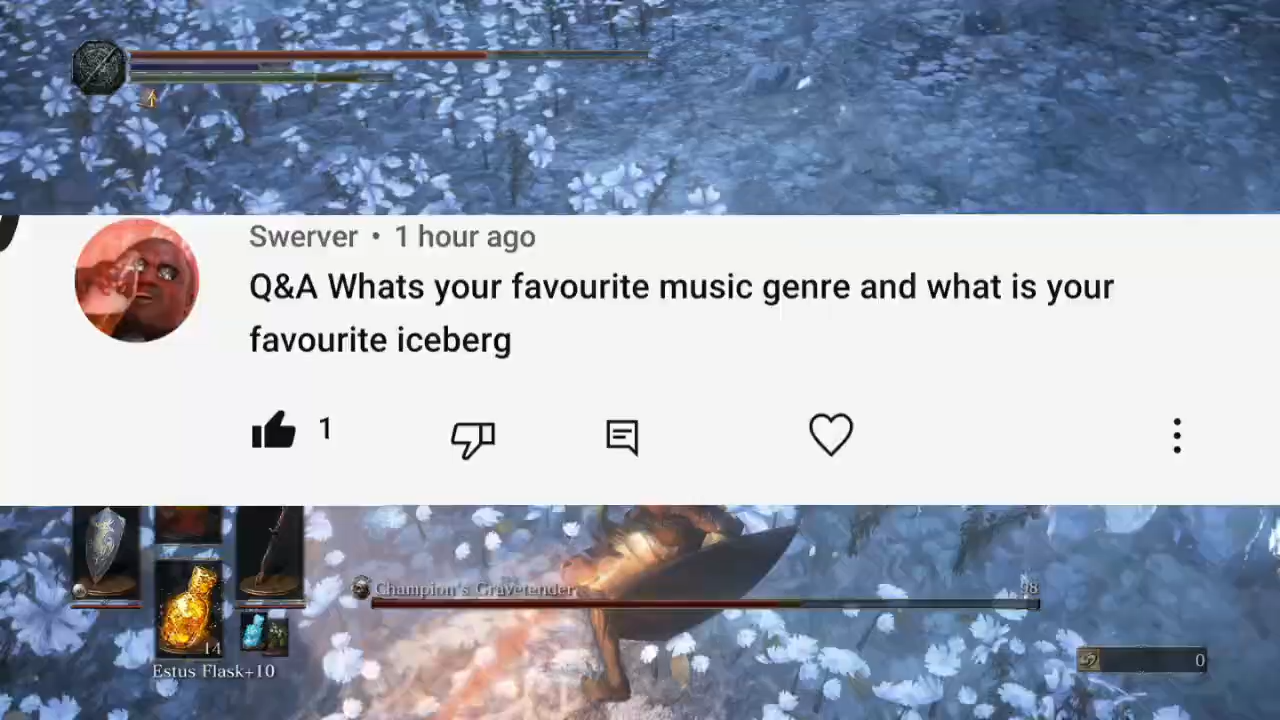 Swerver • 1 hour ago
Q&A Whats your favourite music genre and what is your
favourite iceberg
1
Champion's Gravetender
98
14
Estus Flask+10
0